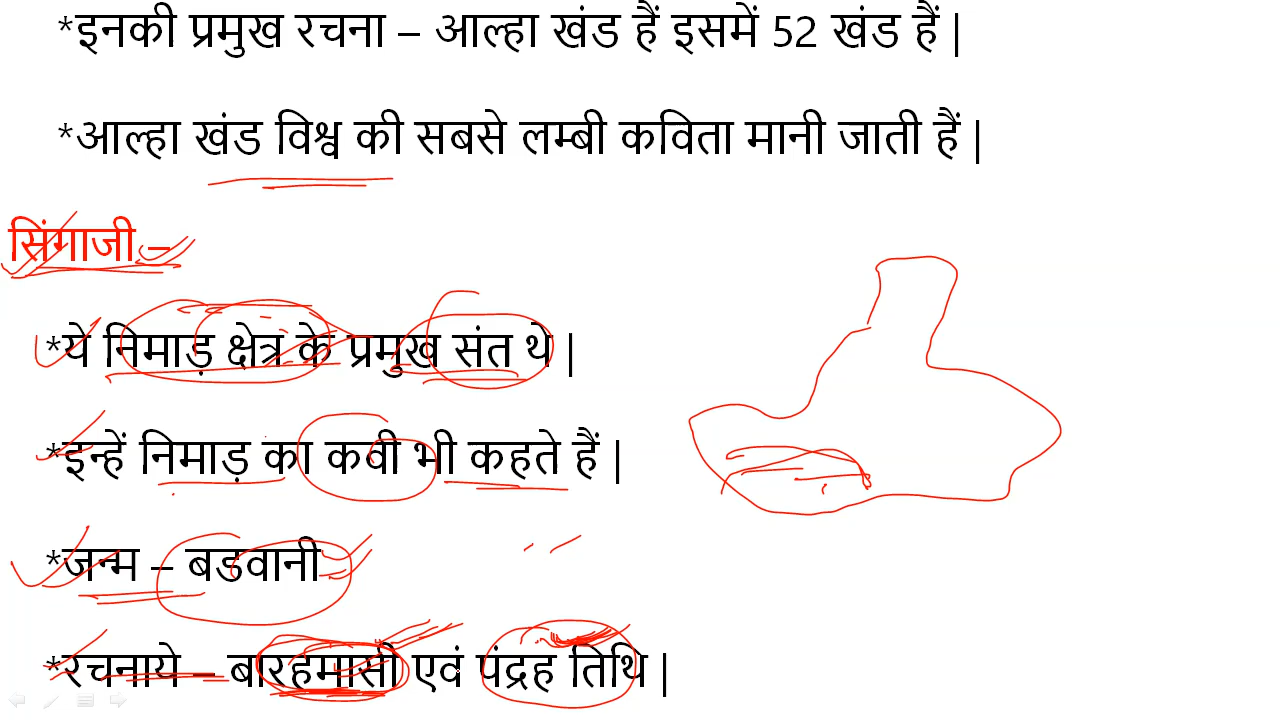 *इनकी प्रमुख रचना – आल्हा खंड हैं इसमें 52 खंड हैं |
*आल्हा खंड विश्व की सबसे लम्बी कविता मानी जाती हैं |
सिंगाजी –
*ये निमाड़ क्षेत्र के प्रमुख संत थे |
*इन्हें निमाड़ का कवी भी कहते हैं |
*जन्म – बडवानी
*रचनाये – बारहमासी एवं पंद्रह तिथि |